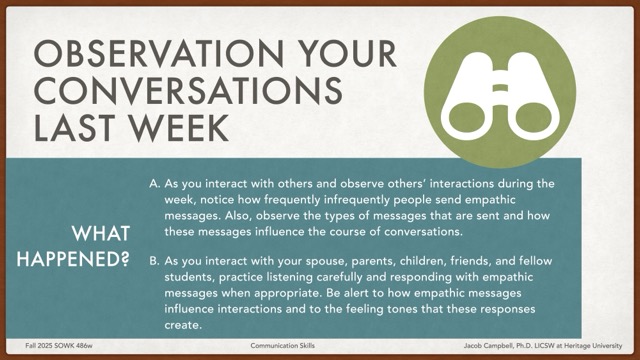 OBSERVATION YOUR
CONVERSATIONS
LAST WEEK
WHAT
HAPPENED?
A. As you interact with others and observe others’ interactions during the
week, notice how frequently infrequently people send empathic
messages. Also, observe the types of messages that are sent and how
these messages influence the course of conversations.
B. As you interact with your spouse, parents, children, friends, and fellow
students, practice listening carefully and responding with empathic
messages when appropriate. Be alert to how empathic messages
influence interactions and to the feeling tones that these responses
create.
Fall 2025 SOWK 486w
Communication Skills
Jacob Campbell, Ph.D. LICSW at Heritage University